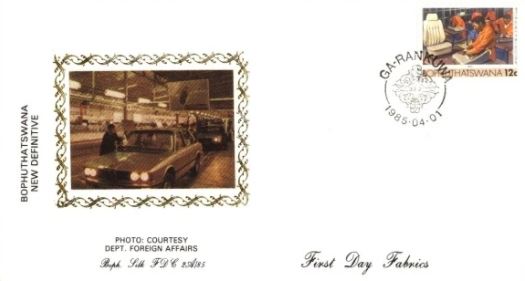 BOPHUTHATSWANA
NEW DEFINITIVE
PHOTO: COURTESY
DEPT. FOREIGN AFFAIRS
Boph. Silk FDC 2A/85
BOPHUTHATSWANA 12c
GA-RANKUWA
1985-04-01
First Day Fabrics